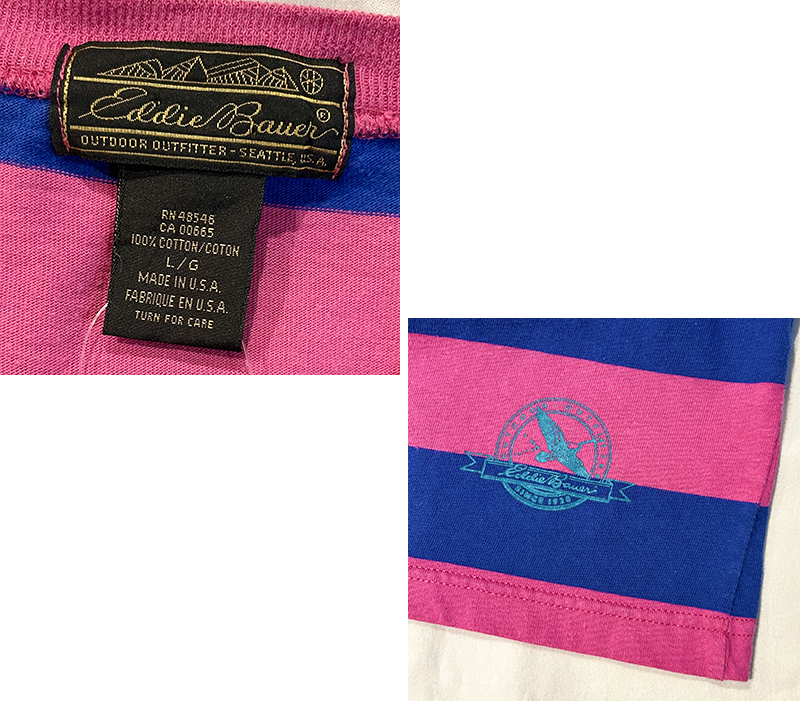 Eddie Bauer®
OUTDOOR OUTFITTER - SEATTLE, U.S.A.
RN 48546
CA 00665
100% COTTON/COTON
L/G
MADE IN U.S.A.
FABRIQUE EN U.S.A.
TURN FOR CARE
Eddie Bauer
SINCE 1920